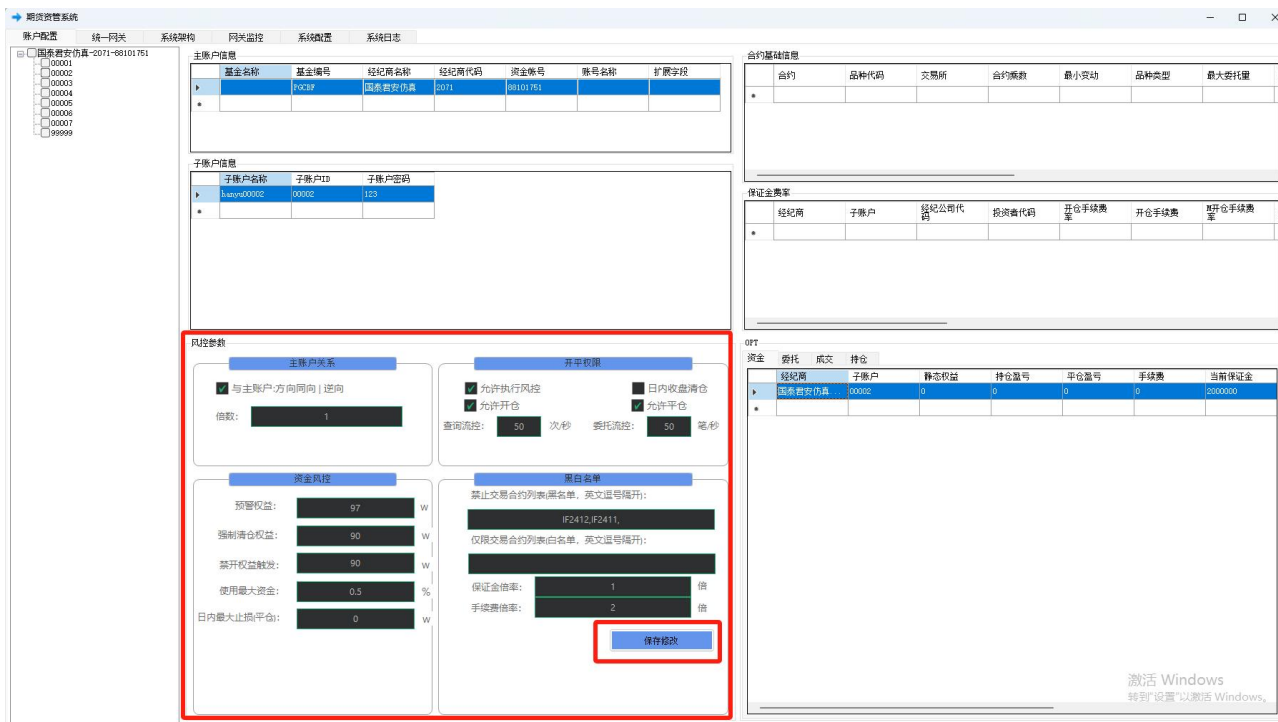 期货资管系统
账户配置 统一网关 系统架构 网关监控 系统配置 系统日志
国泰君安仿真-2071-88101751
00001
00002
00003
00004
00005
00006
00007
99999
主账户信息
基金名称 基金编号 经纪商名称 经纪商代码 资金帐号 账号名称 扩展字段
FGCBF 国泰君安仿真 2071 88101751
子账户信息
子账户名称 子账户ID 子账户密码
hanyu00002 00002 123
风控参数
主账户关系
与主账户:方向同向 | 逆向
倍数: 1
开平权限
允许执行风控 日内收盘清仓
允许开仓 允许平仓
查询流控: 50 次/秒 委托流控: 50 笔/秒
资金风控
预警权益: 97 w
强制清仓权益: 90 w
禁开权益触发: 90 w
使用最大资金: 0.5 %
日内最大止损(平仓): 0 w
黑白名单
禁止交易合约列表(黑名单，英文逗号隔开):
IF2412,IF2411,
仅限交易合约列表(白名单，英文逗号隔开):
保证金倍率: 1 倍
手续费倍率: 2 倍
保存修改
合约基础信息
合约 品种代码 交易所 合约乘数 最小变动 品种类型 最大委托量
保证金费率
经纪商 子账户 经纪公司代码 投资者代码 开仓手续费率 开仓手续费 M开仓手续费率
OPT
资金 委托 成交 持仓
经纪商 子账户 静态权益 持仓盈亏 平仓盈亏 手续费 当前保证金
国泰君安仿真... 00002 0 0 0 0 2000000
激活 Windows
转到"设置"以激活 Windows。